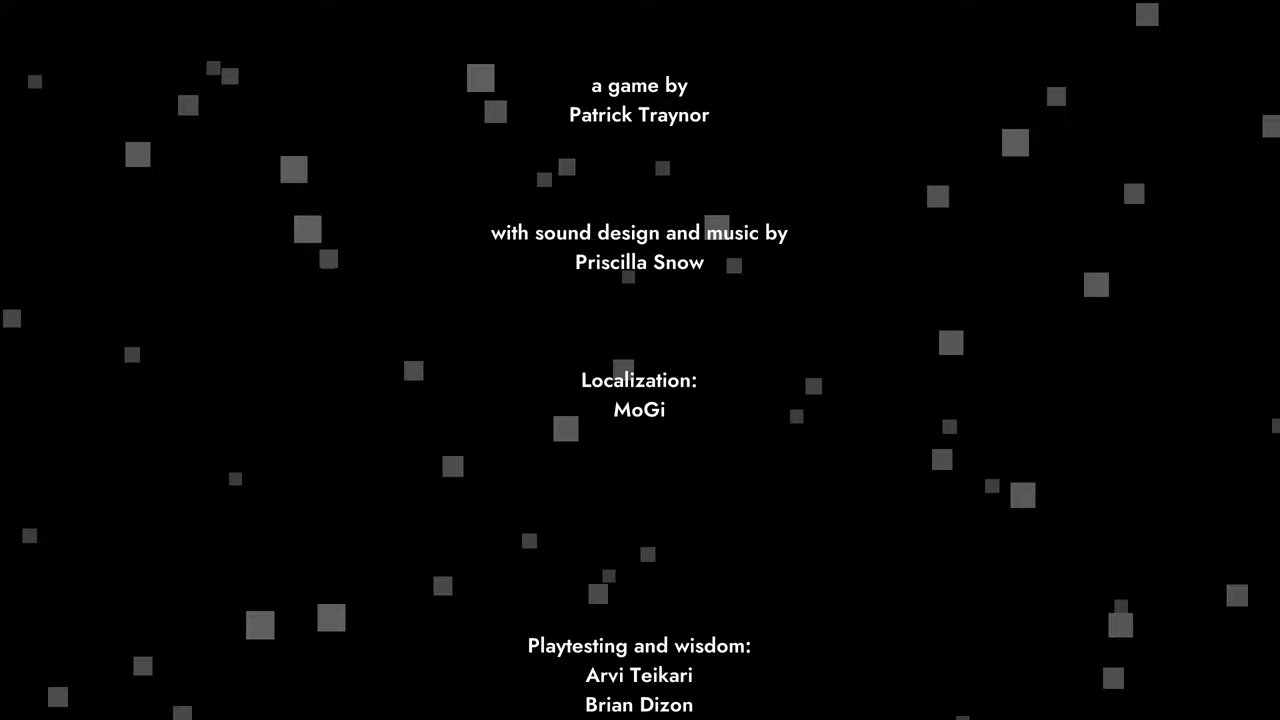 a game by
Patrick Traynor
with sound design and music by
Priscilla Snow
Localization:
MoGi
Playtesting and wisdom:
Arvi Teikari
Brian Dizon